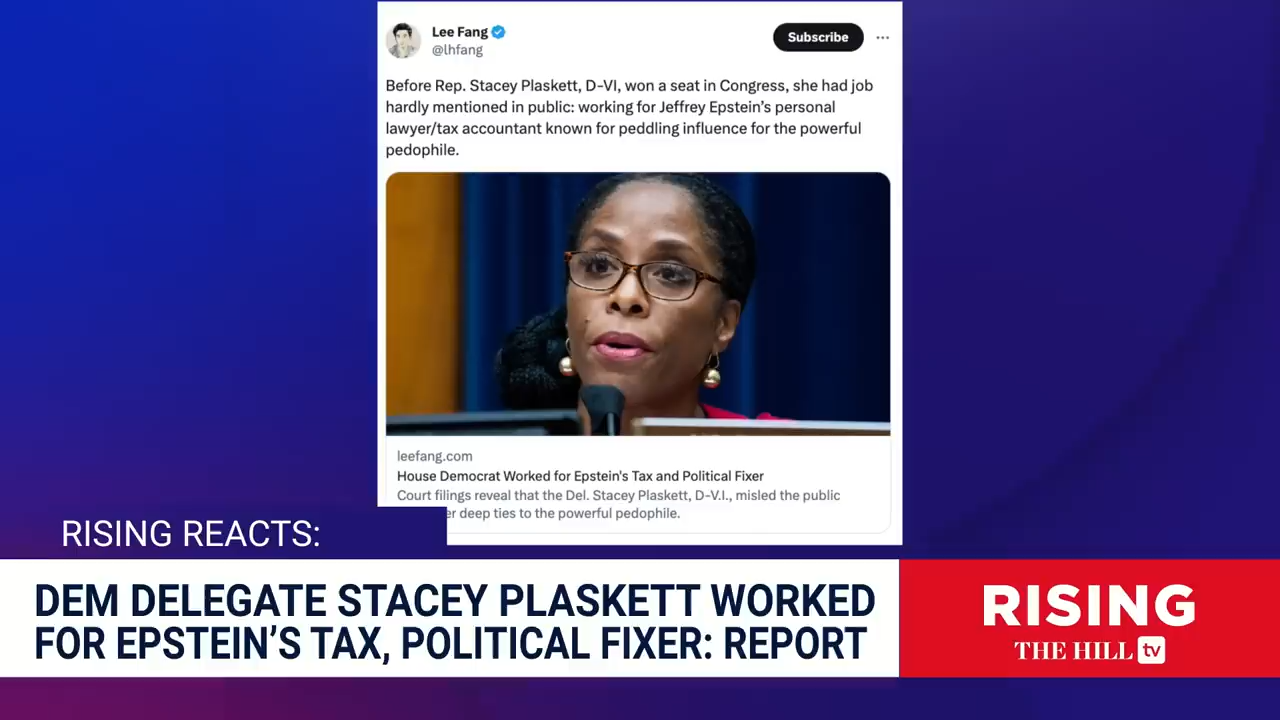 Lee Fang
@lhfang
Subscribe
Before Rep. Stacey Plaskett, D-VI, won a seat in Congress, she had job
hardly mentioned in public: working for Jeffrey Epstein's personal
lawyer/tax accountant known for peddling influence for the powerful
pedophile.
leefang.com
House Democrat Worked for Epstein's Tax and Political Fixer
Court filings reveal that the Del. Stacey Plaskett, D-V.I., misled the public
deep ties to the powerful pedophile.
RISING REACTS:
DEM DELEGATE STACEY PLASKETT WORKED
FOR EPSTEIN'S TAX, POLITICAL FIXER: REPORT
RISING
THE HILL tv